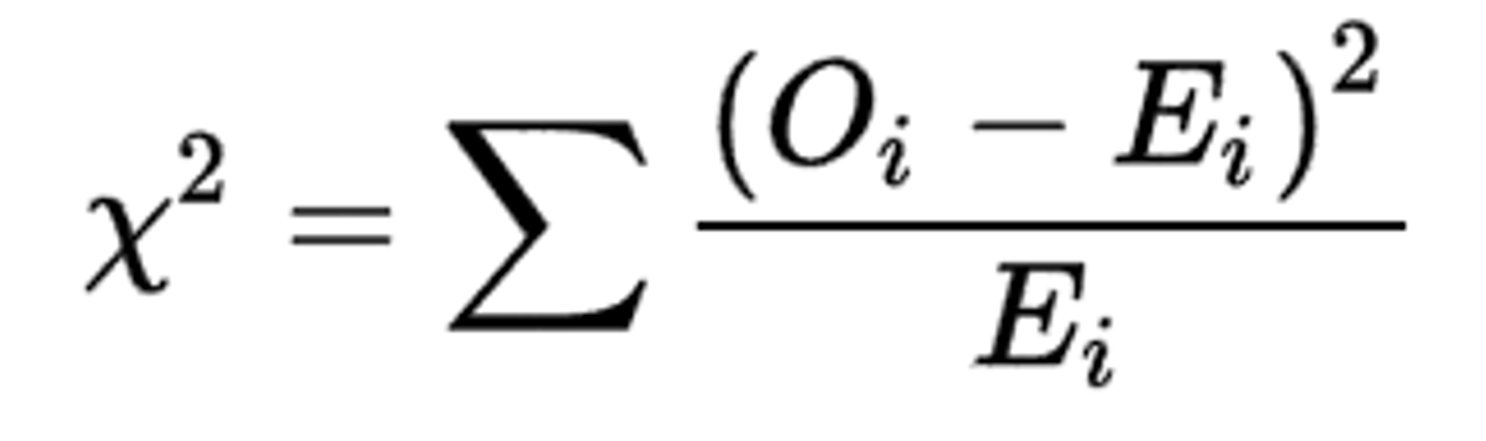 χ² = ∑ (Oᵢ − Eᵢ)² / Eᵢ